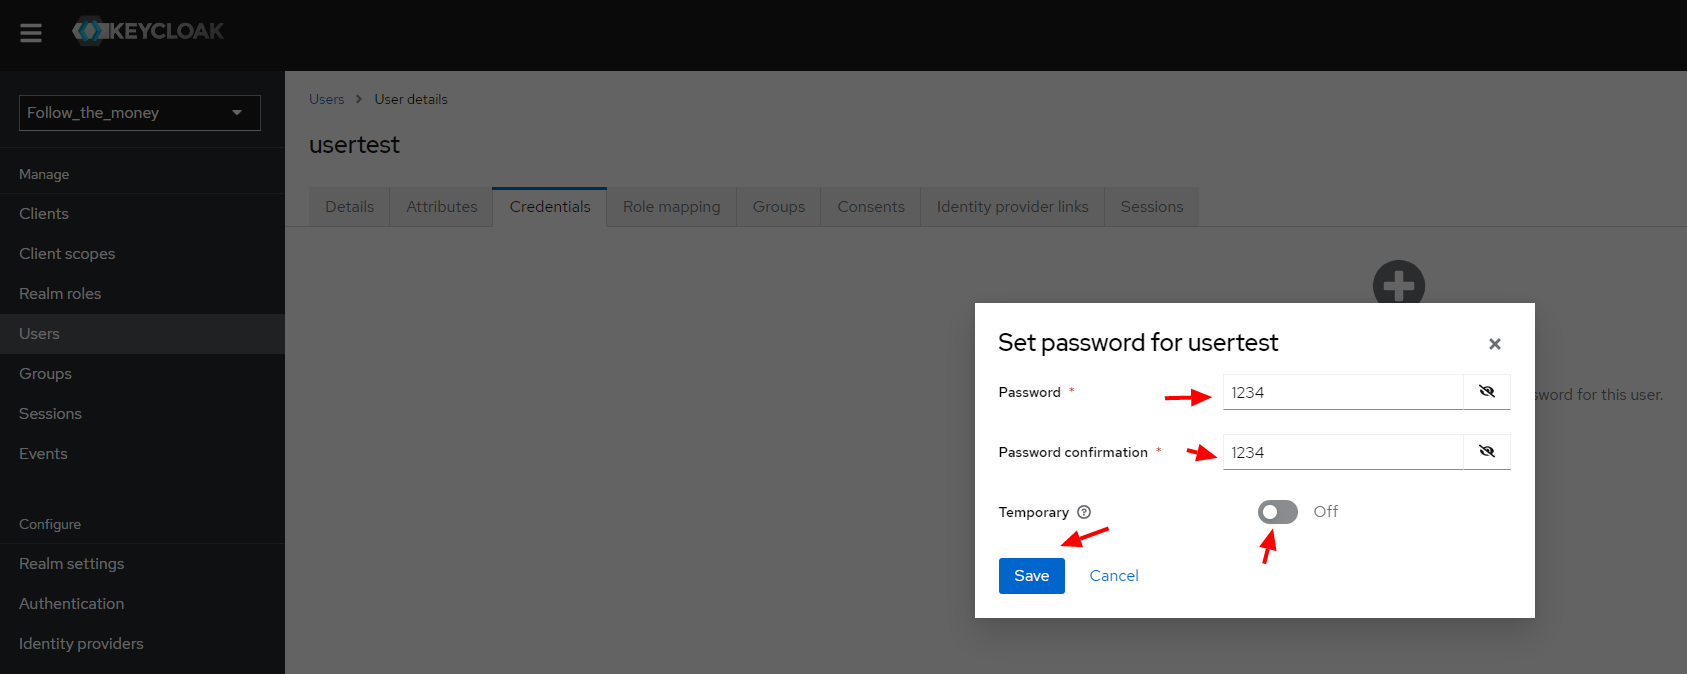 KEYCLOAK
Follow_the_money
Manage
Clients
Client scopes
Realm roles
Users
Groups
Sessions
Events
Configure
Realm settings
Authentication
Identity providers
Users > User details
usertest
Details Attributes Credentials Role mapping Groups Consents Identity provider links Sessions
Set password for usertest
Password * 1234
sword for this user.
Password confirmation * 1234
Temporary Off
Save Cancel